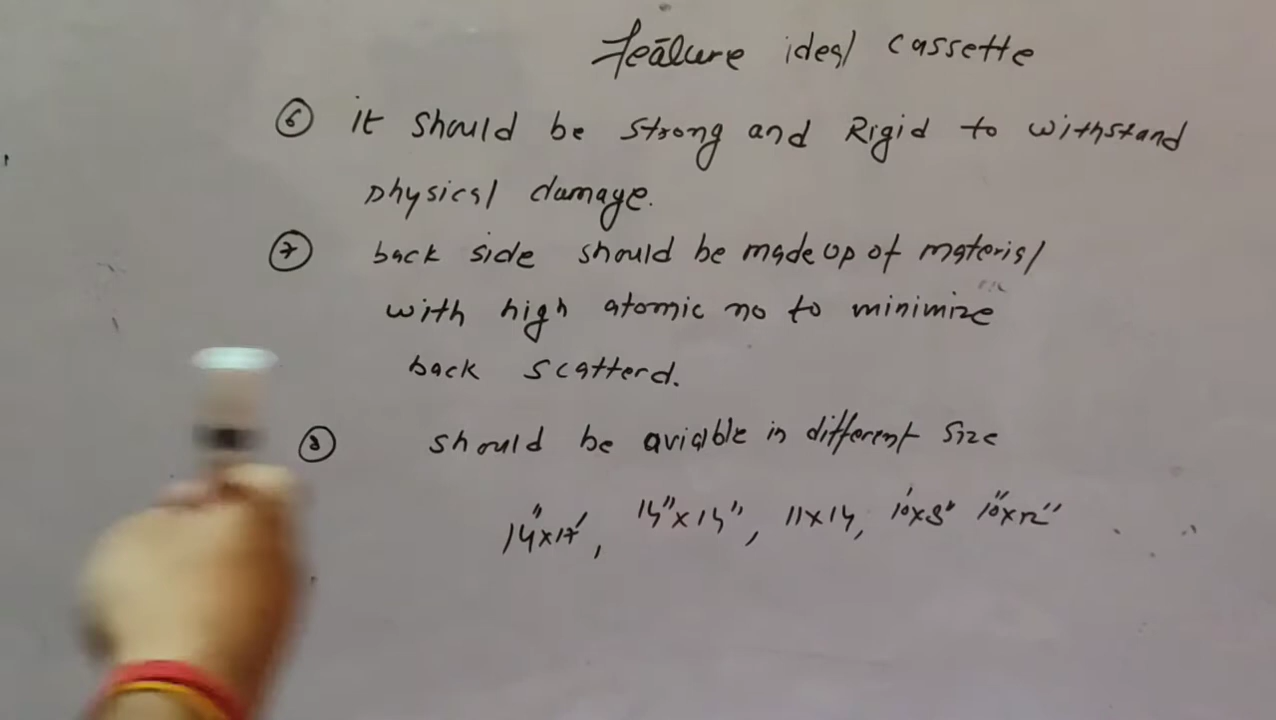 Feature ideal cassette
⑥ it should be strong and Rigid to withstand
physical damage.
⑦ back side should be made up of material
with high atomic no to minimize
back scatterd.
⑧ should be aviable in different size
14"x17', 14"x14", 11x14, 10'x8" 10"x12"